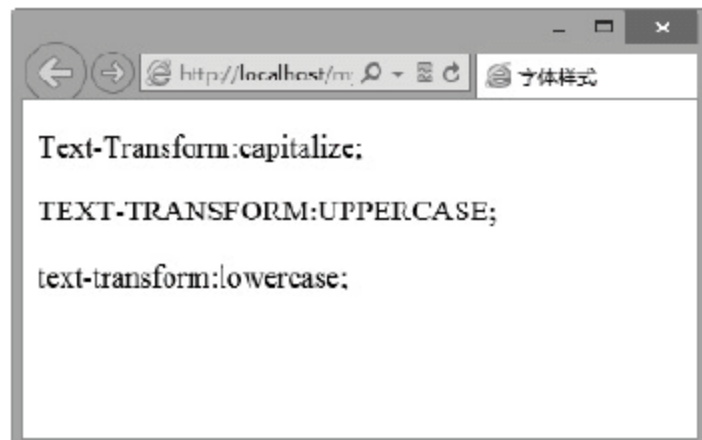 http://localhost/m
字体样式
Text-Transform:capitalize;
TEXT-TRANSFORM:UPPERCASE;
text-transform:lowercase;